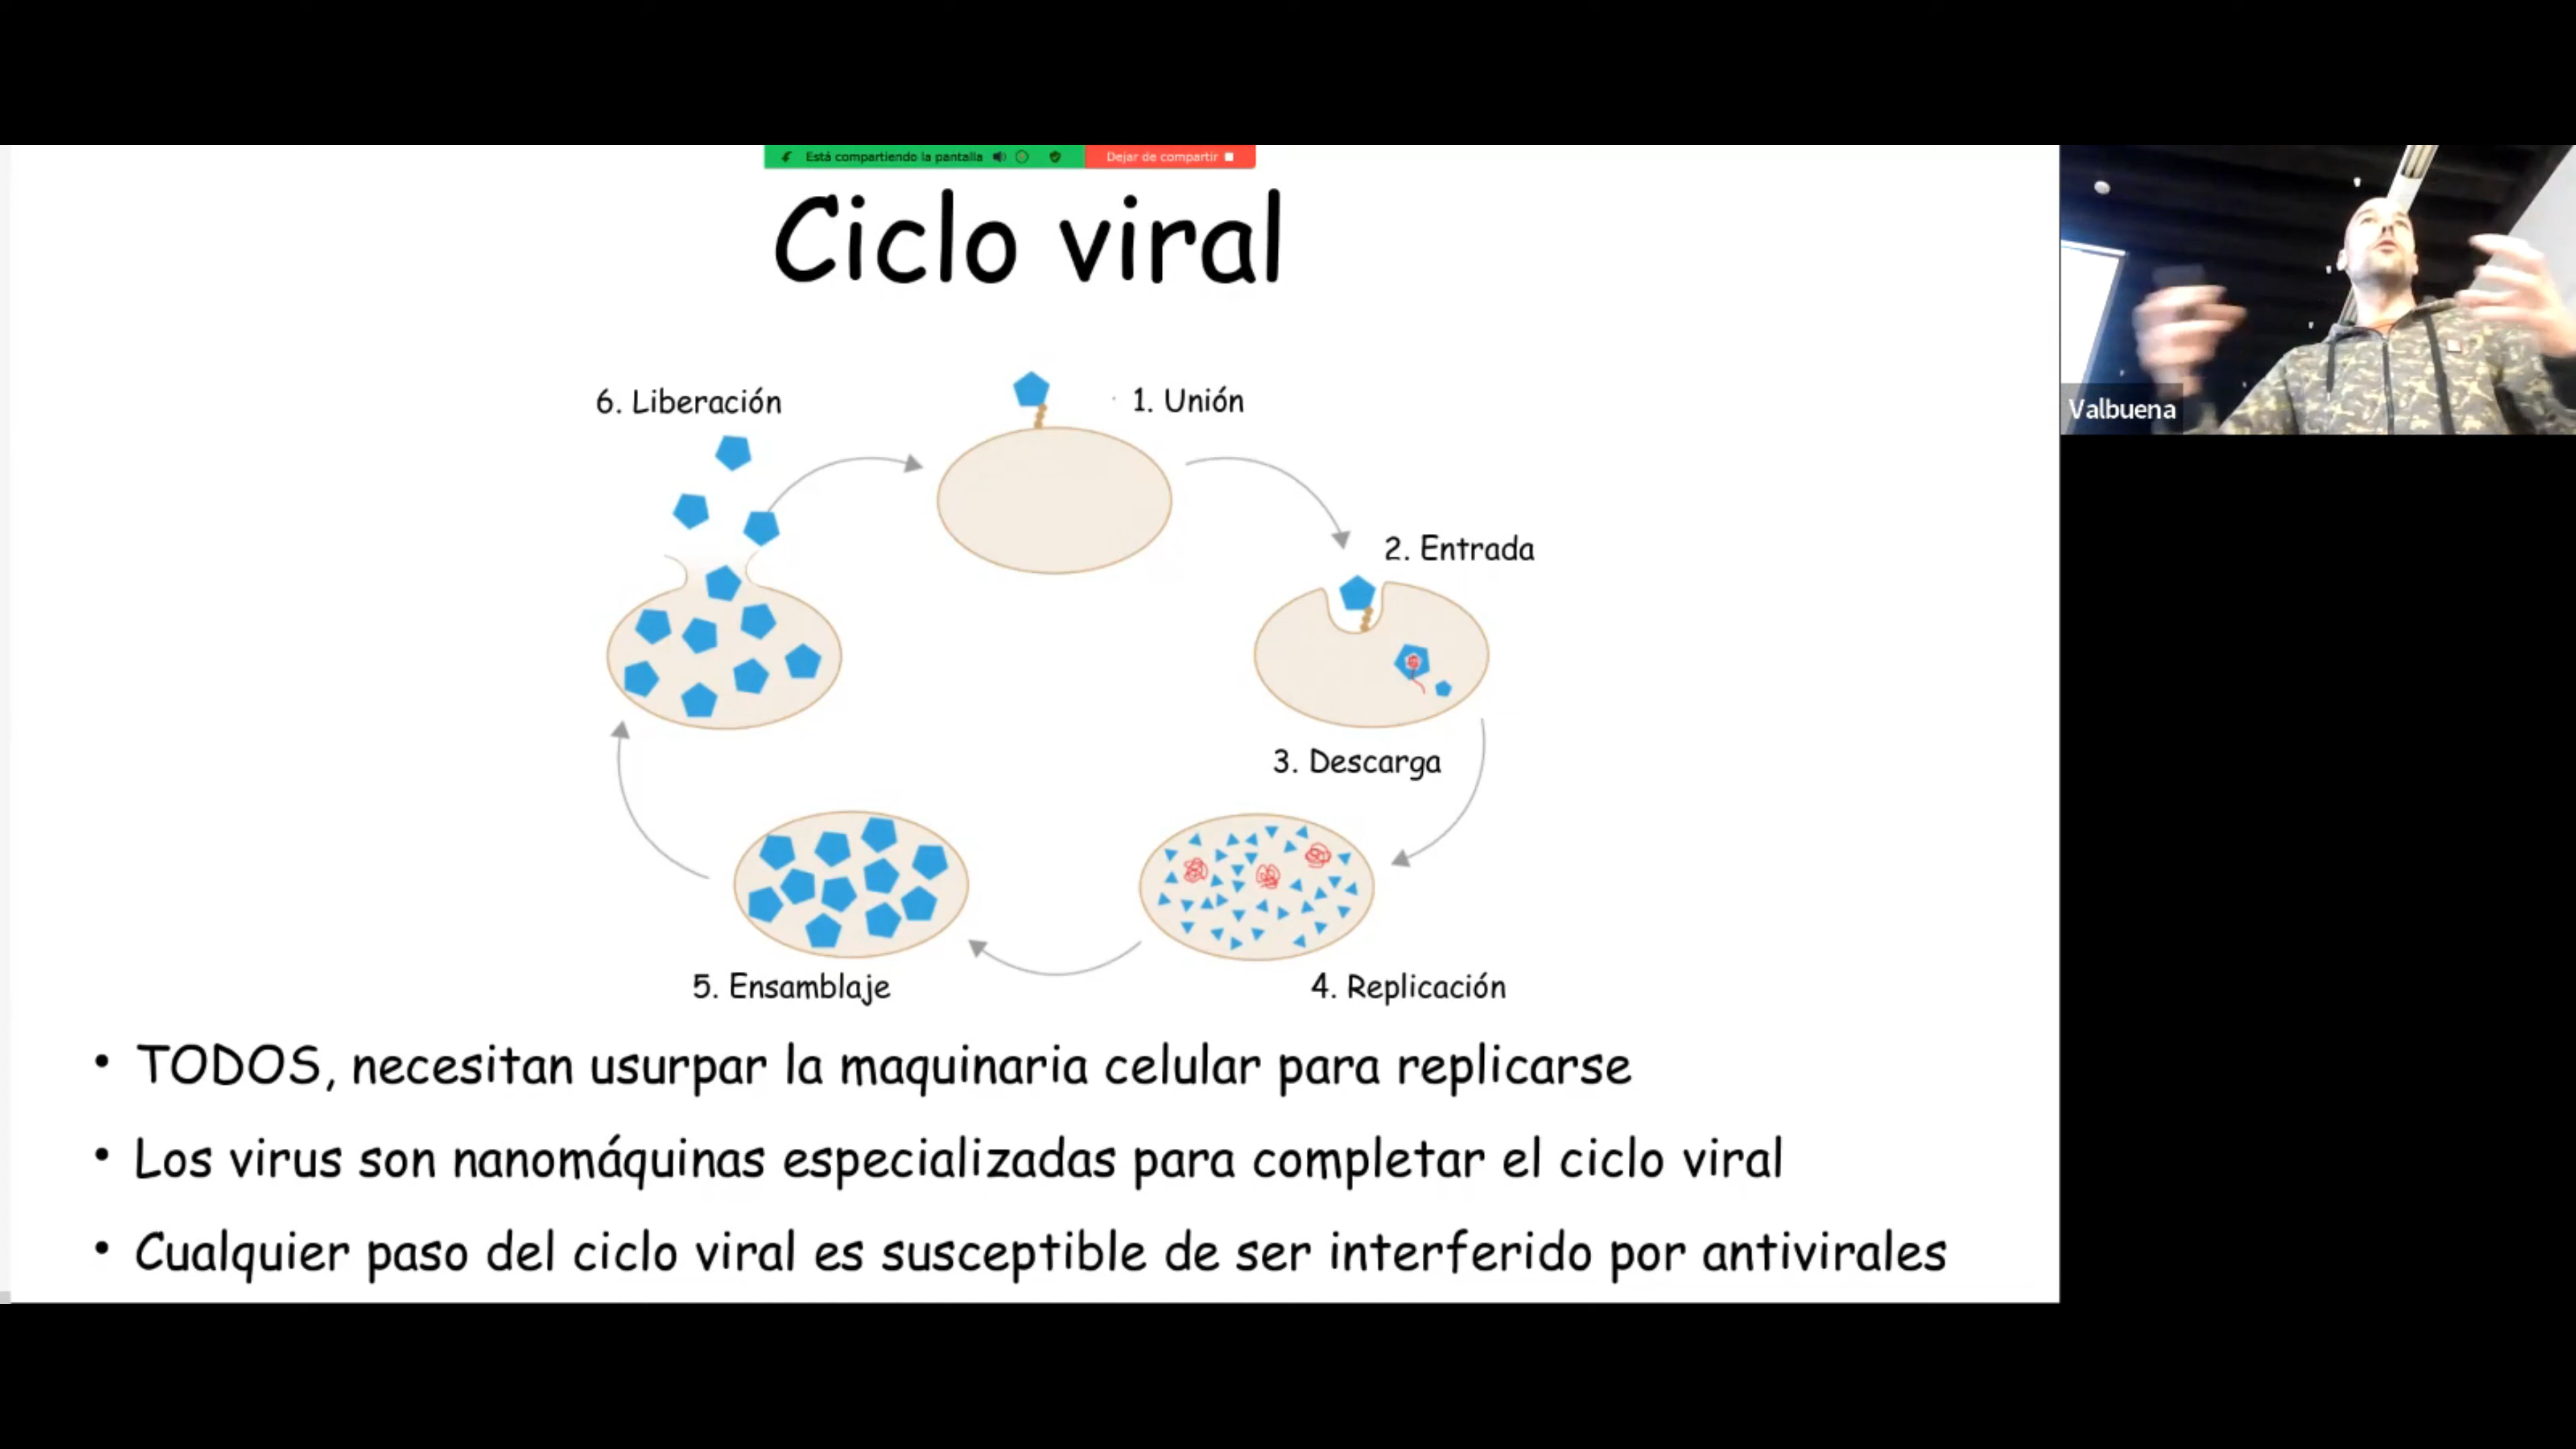 Está compartiendo la pantalla
Dejar de compartir
Ciclo viral
6. Liberación
1. Unión
2. Entrada
3. Descarga
5. Ensamblaje
4. Replicación
• TODOS, necesitan usurpar la maquinaria celular para replicarse
• Los virus son nanomáquinas especializadas para completar el ciclo viral
• Cualquier paso del ciclo viral es susceptible de ser interferido por antivirales
Valbuena